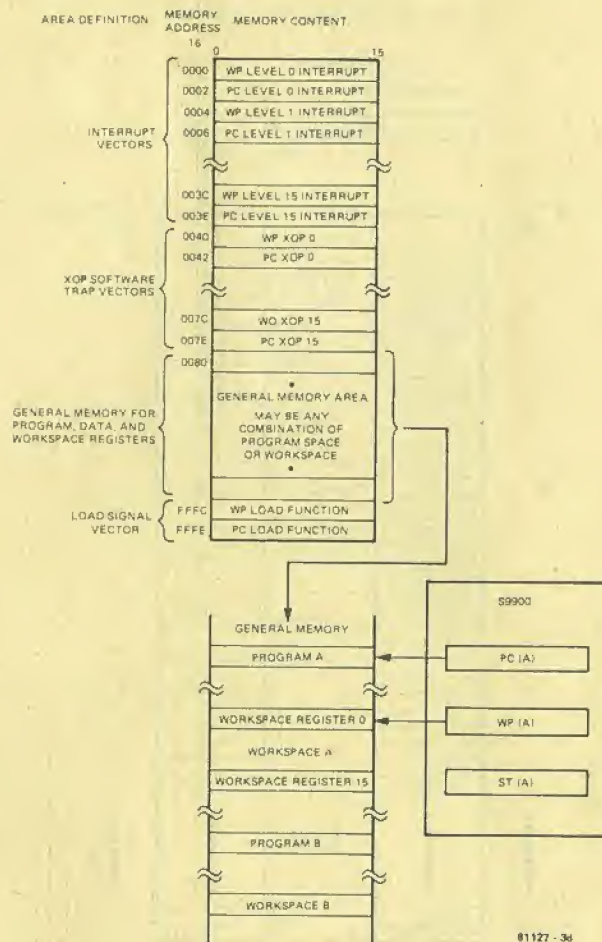 AREA DEFINITION MEMORY ADDRESS 16 MEMORY CONTENT
0 15
0000 WP LEVEL 0 INTERRUPT
0002 PC LEVEL 0 INTERRUPT
0004 WP LEVEL 1 INTERRUPT
0006 PC LEVEL 1 INTERRUPT
INTERRUPT
VECTORS
003C WP LEVEL 15 INTERRUPT
003E PC LEVEL 15 INTERRUPT
0040 WP XOP 0
0042 PC XOP 0
XOP SOFTWARE
TRAP VECTORS
007C WO XOP 15
007E PC XOP 15
0080
GENERAL MEMORY AREA
MAY BE ANY
COMBINATION OF
PROGRAM SPACE
OR WORKSPACE
GENERAL MEMORY FOR
PROGRAM, DATA, AND
WORKSPACE REGISTERS
LOAD SIGNAL
VECTOR
FFFC WP LOAD FUNCTION
FFFE PC LOAD FUNCTION
S9900
GENERAL MEMORY
PROGRAM A
PC (A)
WORKSPACE REGISTER 0
WP (A)
WORKSPACE A
WORKSPACE REGISTER 15
ST (A)
PROGRAM B
WORKSPACE B
81127 - 3d